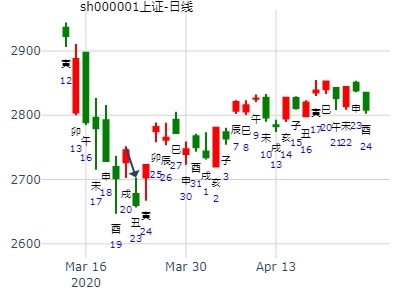 sh000001上证-日线
2900
2800
2700
2600
寅
12
卯
13
午
16
未
17
申
18
酉
19
戌
20
丑
23
寅
24
卯
25
辰
26
巳
27
申
30
酉
31
戌
1
亥
2
子
3
辰
7
巳
8
午
9
未
10
戌
13
亥
14
子
15
丑
16
寅
17
巳
20
午
21
未
22
申
23
酉
24
Mar 16
2020
Mar 30
Apr 13